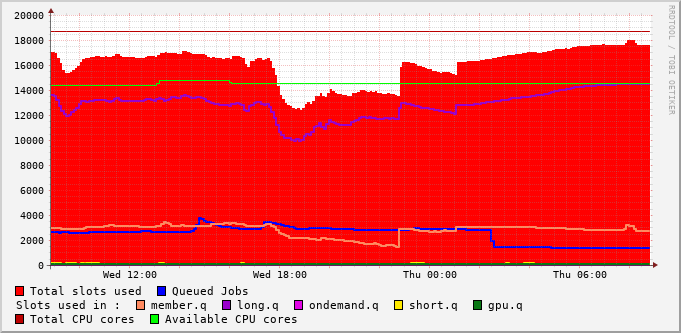 20000
18000
16000
14000
12000
10000
8000
6000
4000
2000
0
Wed 12:00 Wed 18:00 Thu 00:00 Thu 06:00
Total slots used Queued Jobs
Slots used in : member.q long.q ondemand.q short.q gpu.q
Total CPU cores Available CPU cores
RRDTOOL / TOBI OETIKER